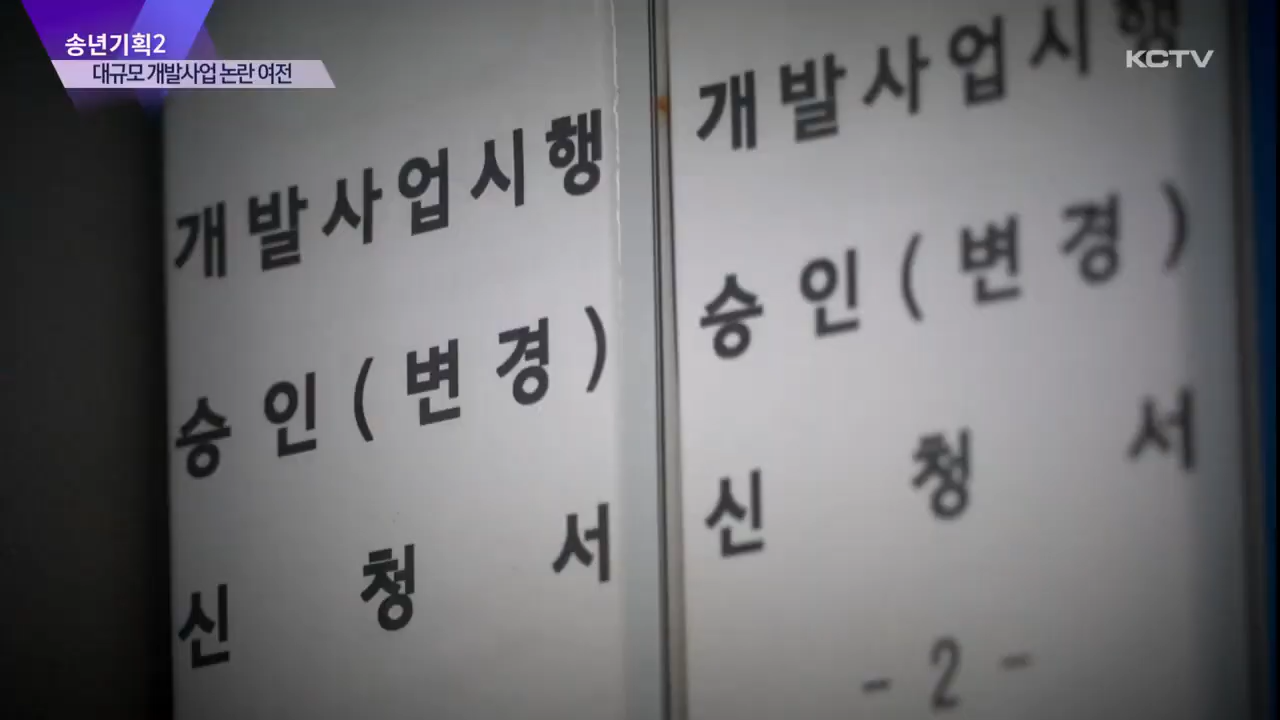 송년기획2
대규모 개발사업 논란 여전
KCTV
개발사업시행
승인(변경)
신청서
개발사업시행
승인(변경)
신청서
- 2 -